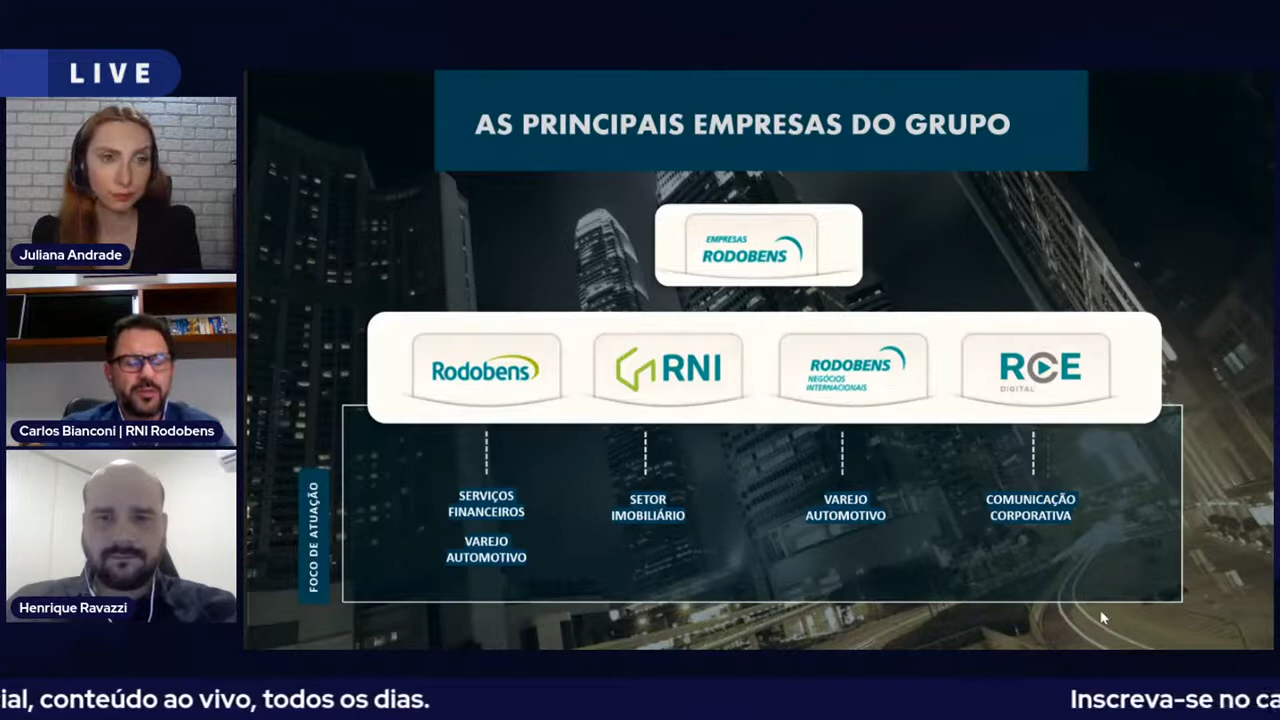 LIVE
AS PRINCIPAIS EMPRESAS DO GRUPO
Juliana Andrade
EMPRESAS
RODOBENS
Carlos Bianconi | RNI Rodobens
Rodobens
RNI
RODOBENS
NEGÓCIOS
INTERNACIONAIS
RCE
DIGITAL
Henrique Ravazzi
FOCO DE ATUAÇÃO
SERVIÇOS
FINANCEIROS
VAREJO
AUTOMOTIVO
SETOR
IMOBILIÁRIO
VAREJO
AUTOMOTIVO
COMUNICAÇÃO
CORPORATIVA
ial, conteúdo ao vivo, todos os dias.
Inscreva-se no ca